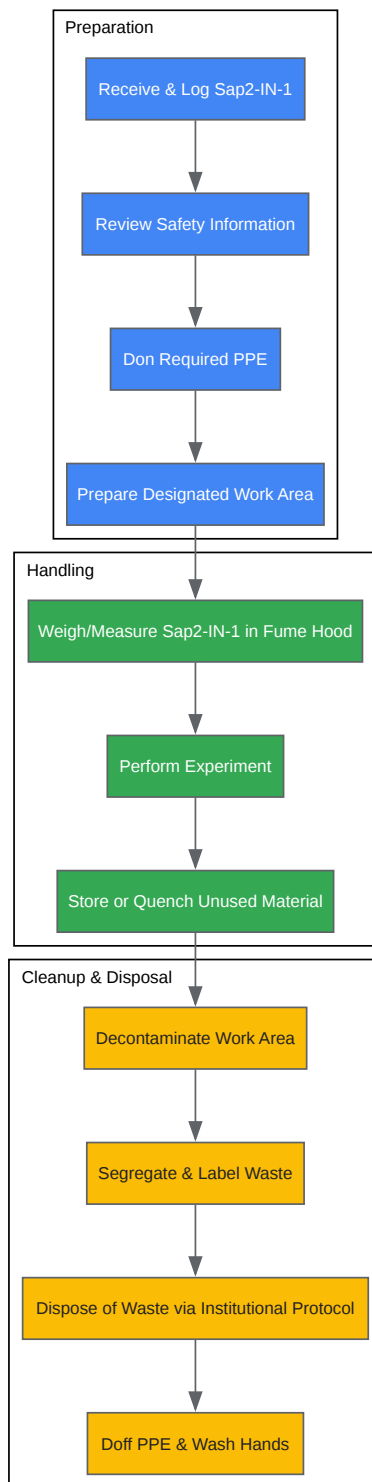 Preparation
Receive & Log Sap2-IN-1
Review Safety Information
Don Required PPE
Prepare Designated Work Area
Handling
Weigh/Measure Sap2-IN-1 in Fume Hood
Perform Experiment
Store or Quench Unused Material
Cleanup & Disposal
Decontaminate Work Area
Segregate & Label Waste
Dispose of Waste via Institutional Protocol
Doff PPE & Wash Hands